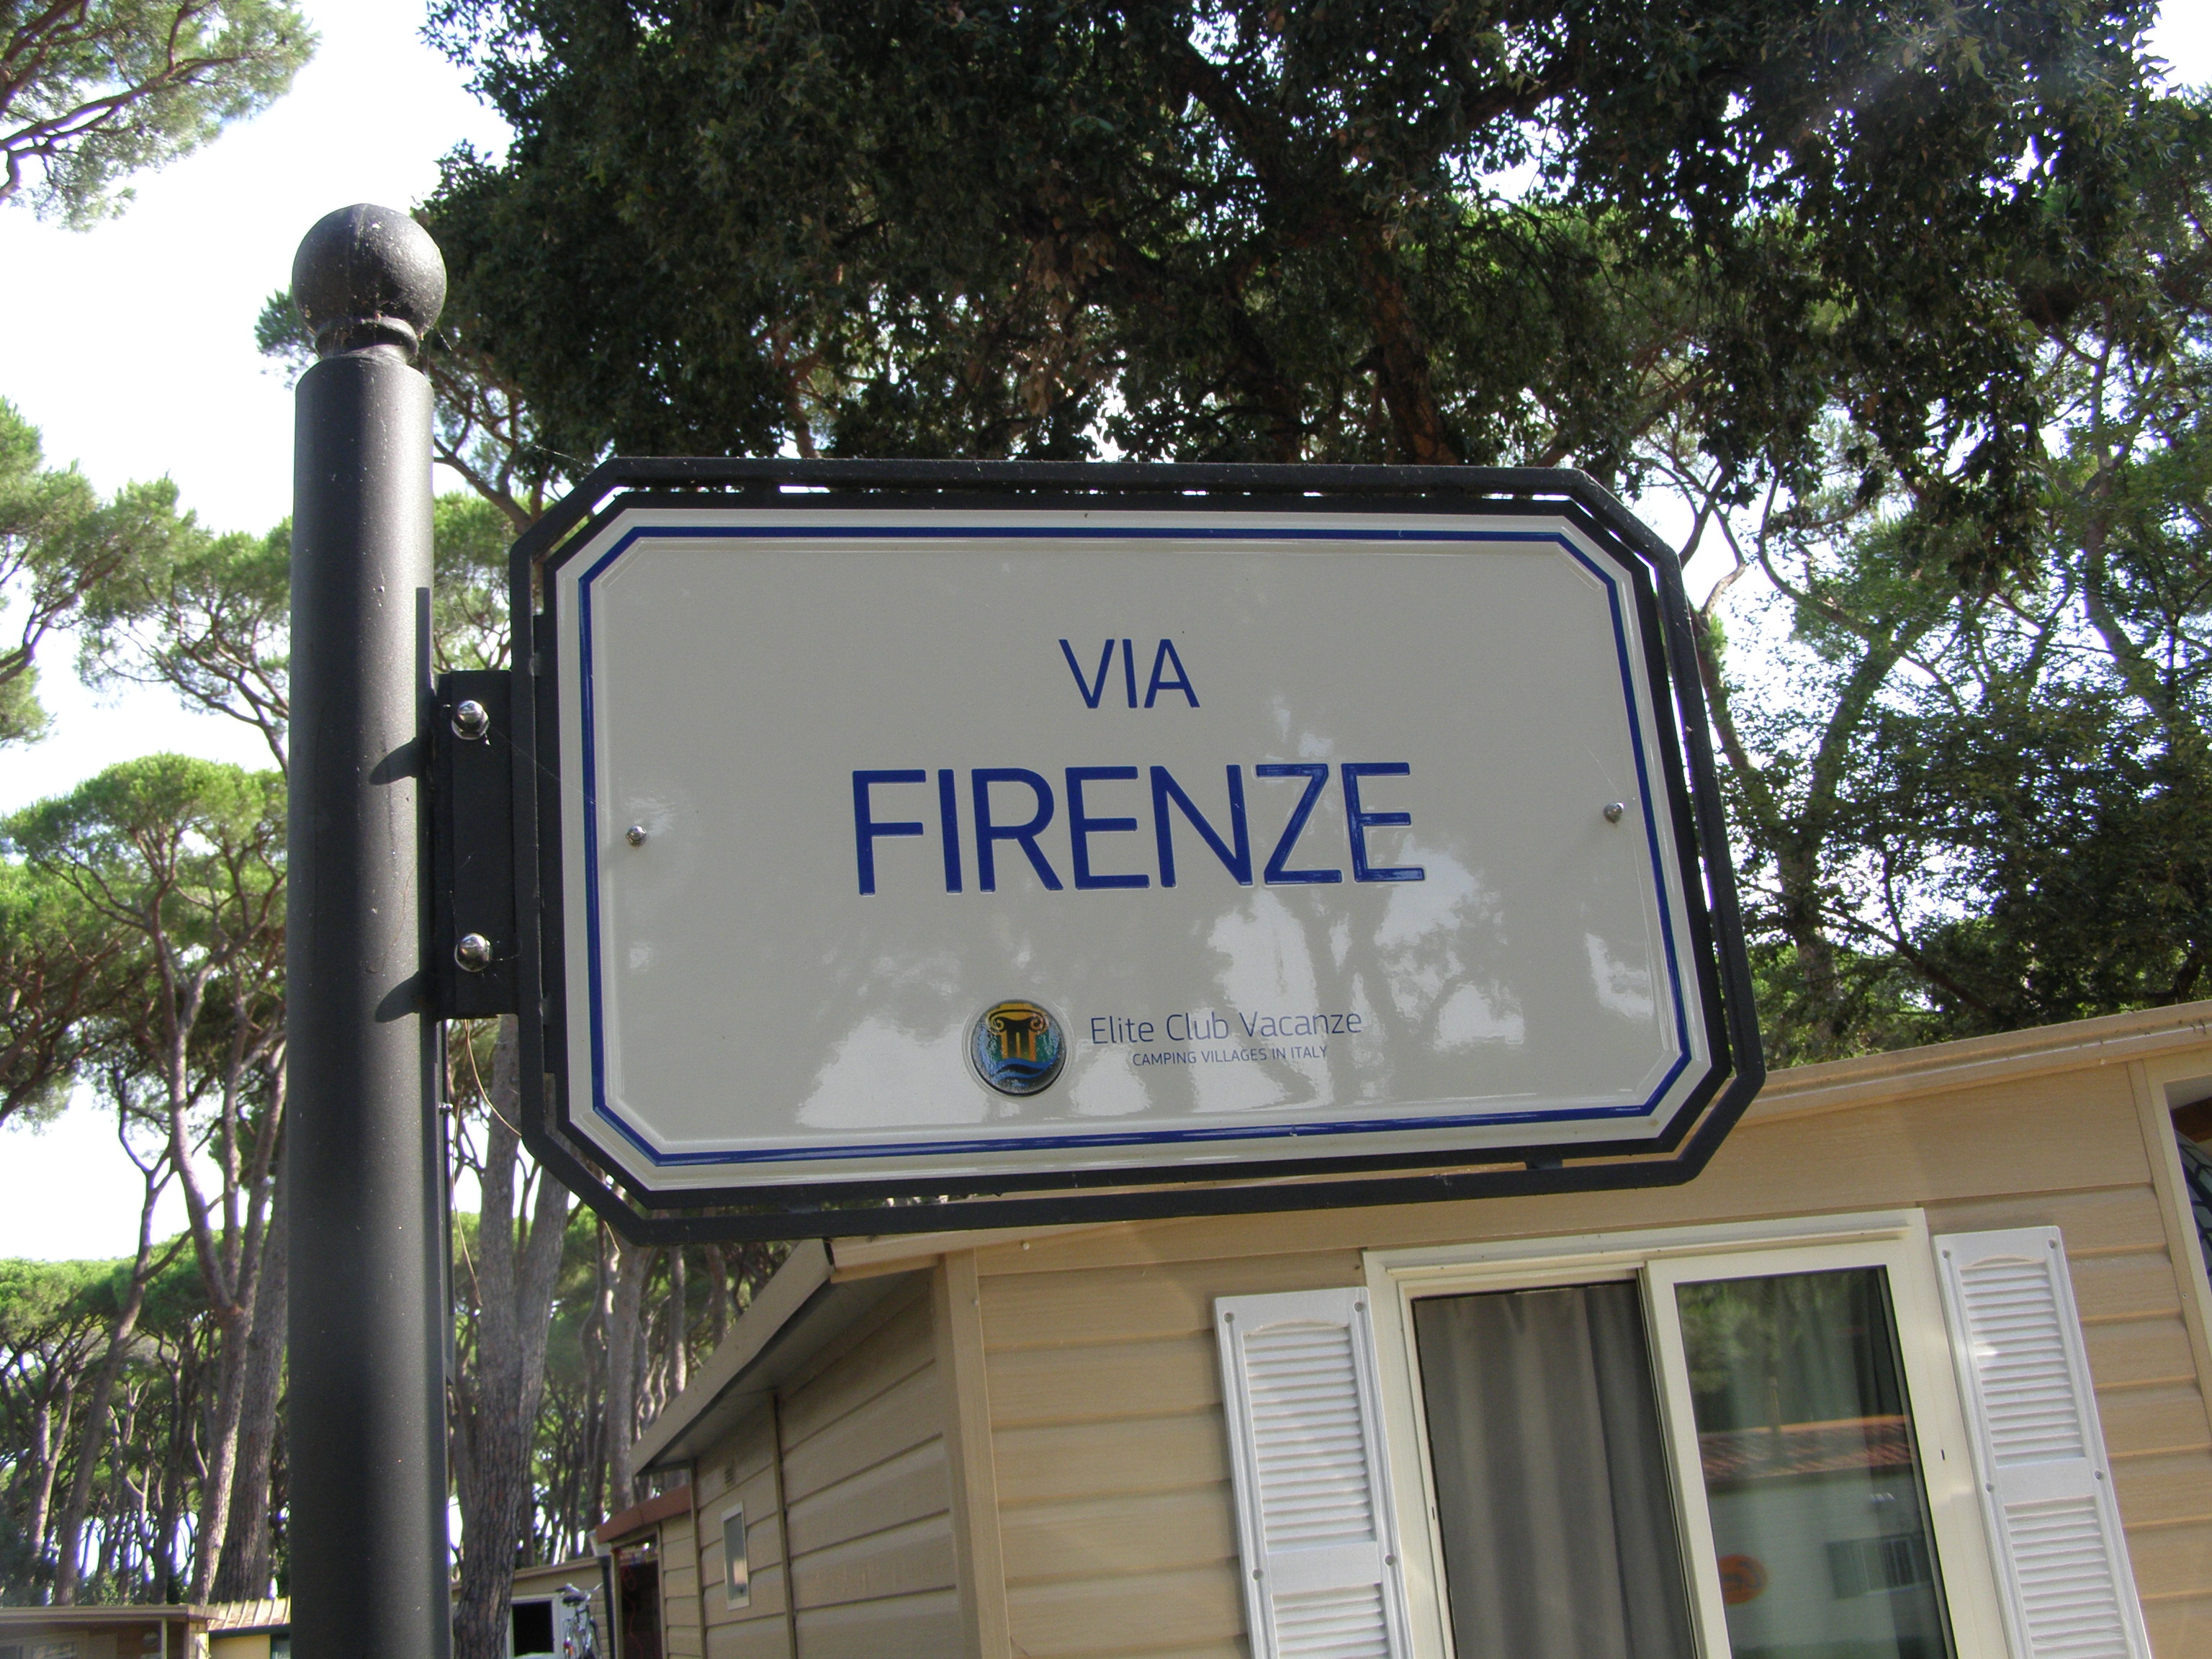 VIA
FIRENZE
Elite Club Vacanze
CAMPING VILLAGES IN ITALY